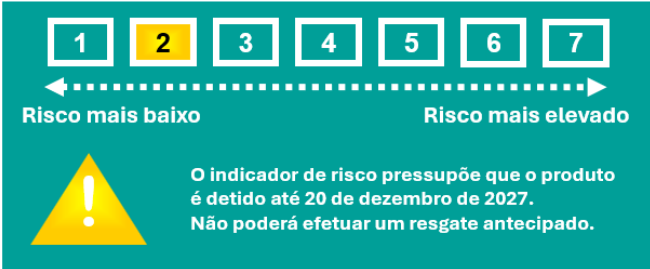 1 2 3 4 5 6 7
Risco mais baixo Risco mais elevado
!
O indicador de risco pressupõe que o produto
é detido até 20 de dezembro de 2027.
Não poderá efetuar um resgate antecipado.